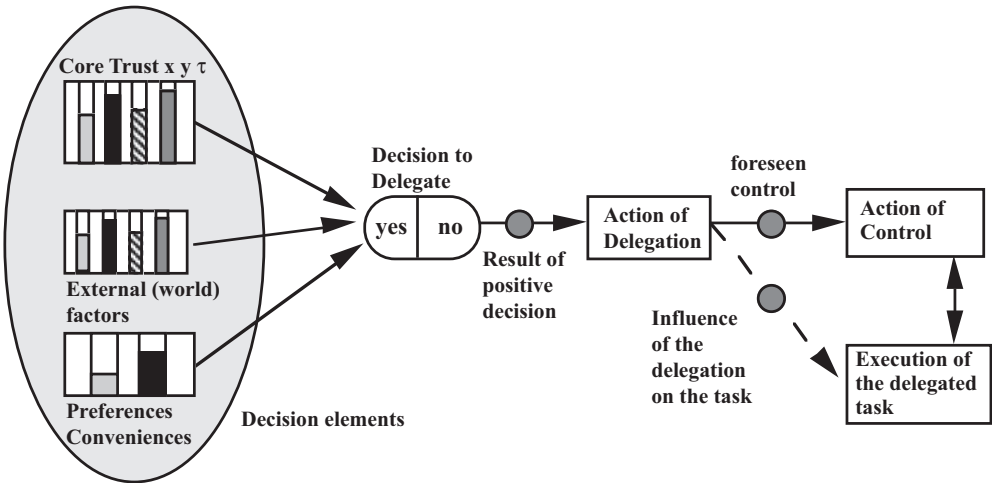 Core Trust x y τ
External (world)
factors
Preferences
Conveniences
Decision elements
Decision to
Delegate
yes
no
Result of
positive
decision
Action of
Delegation
foreseen
control
Influence
of the
delegation
on the task
Action of
Control
Execution of
the delegated
task